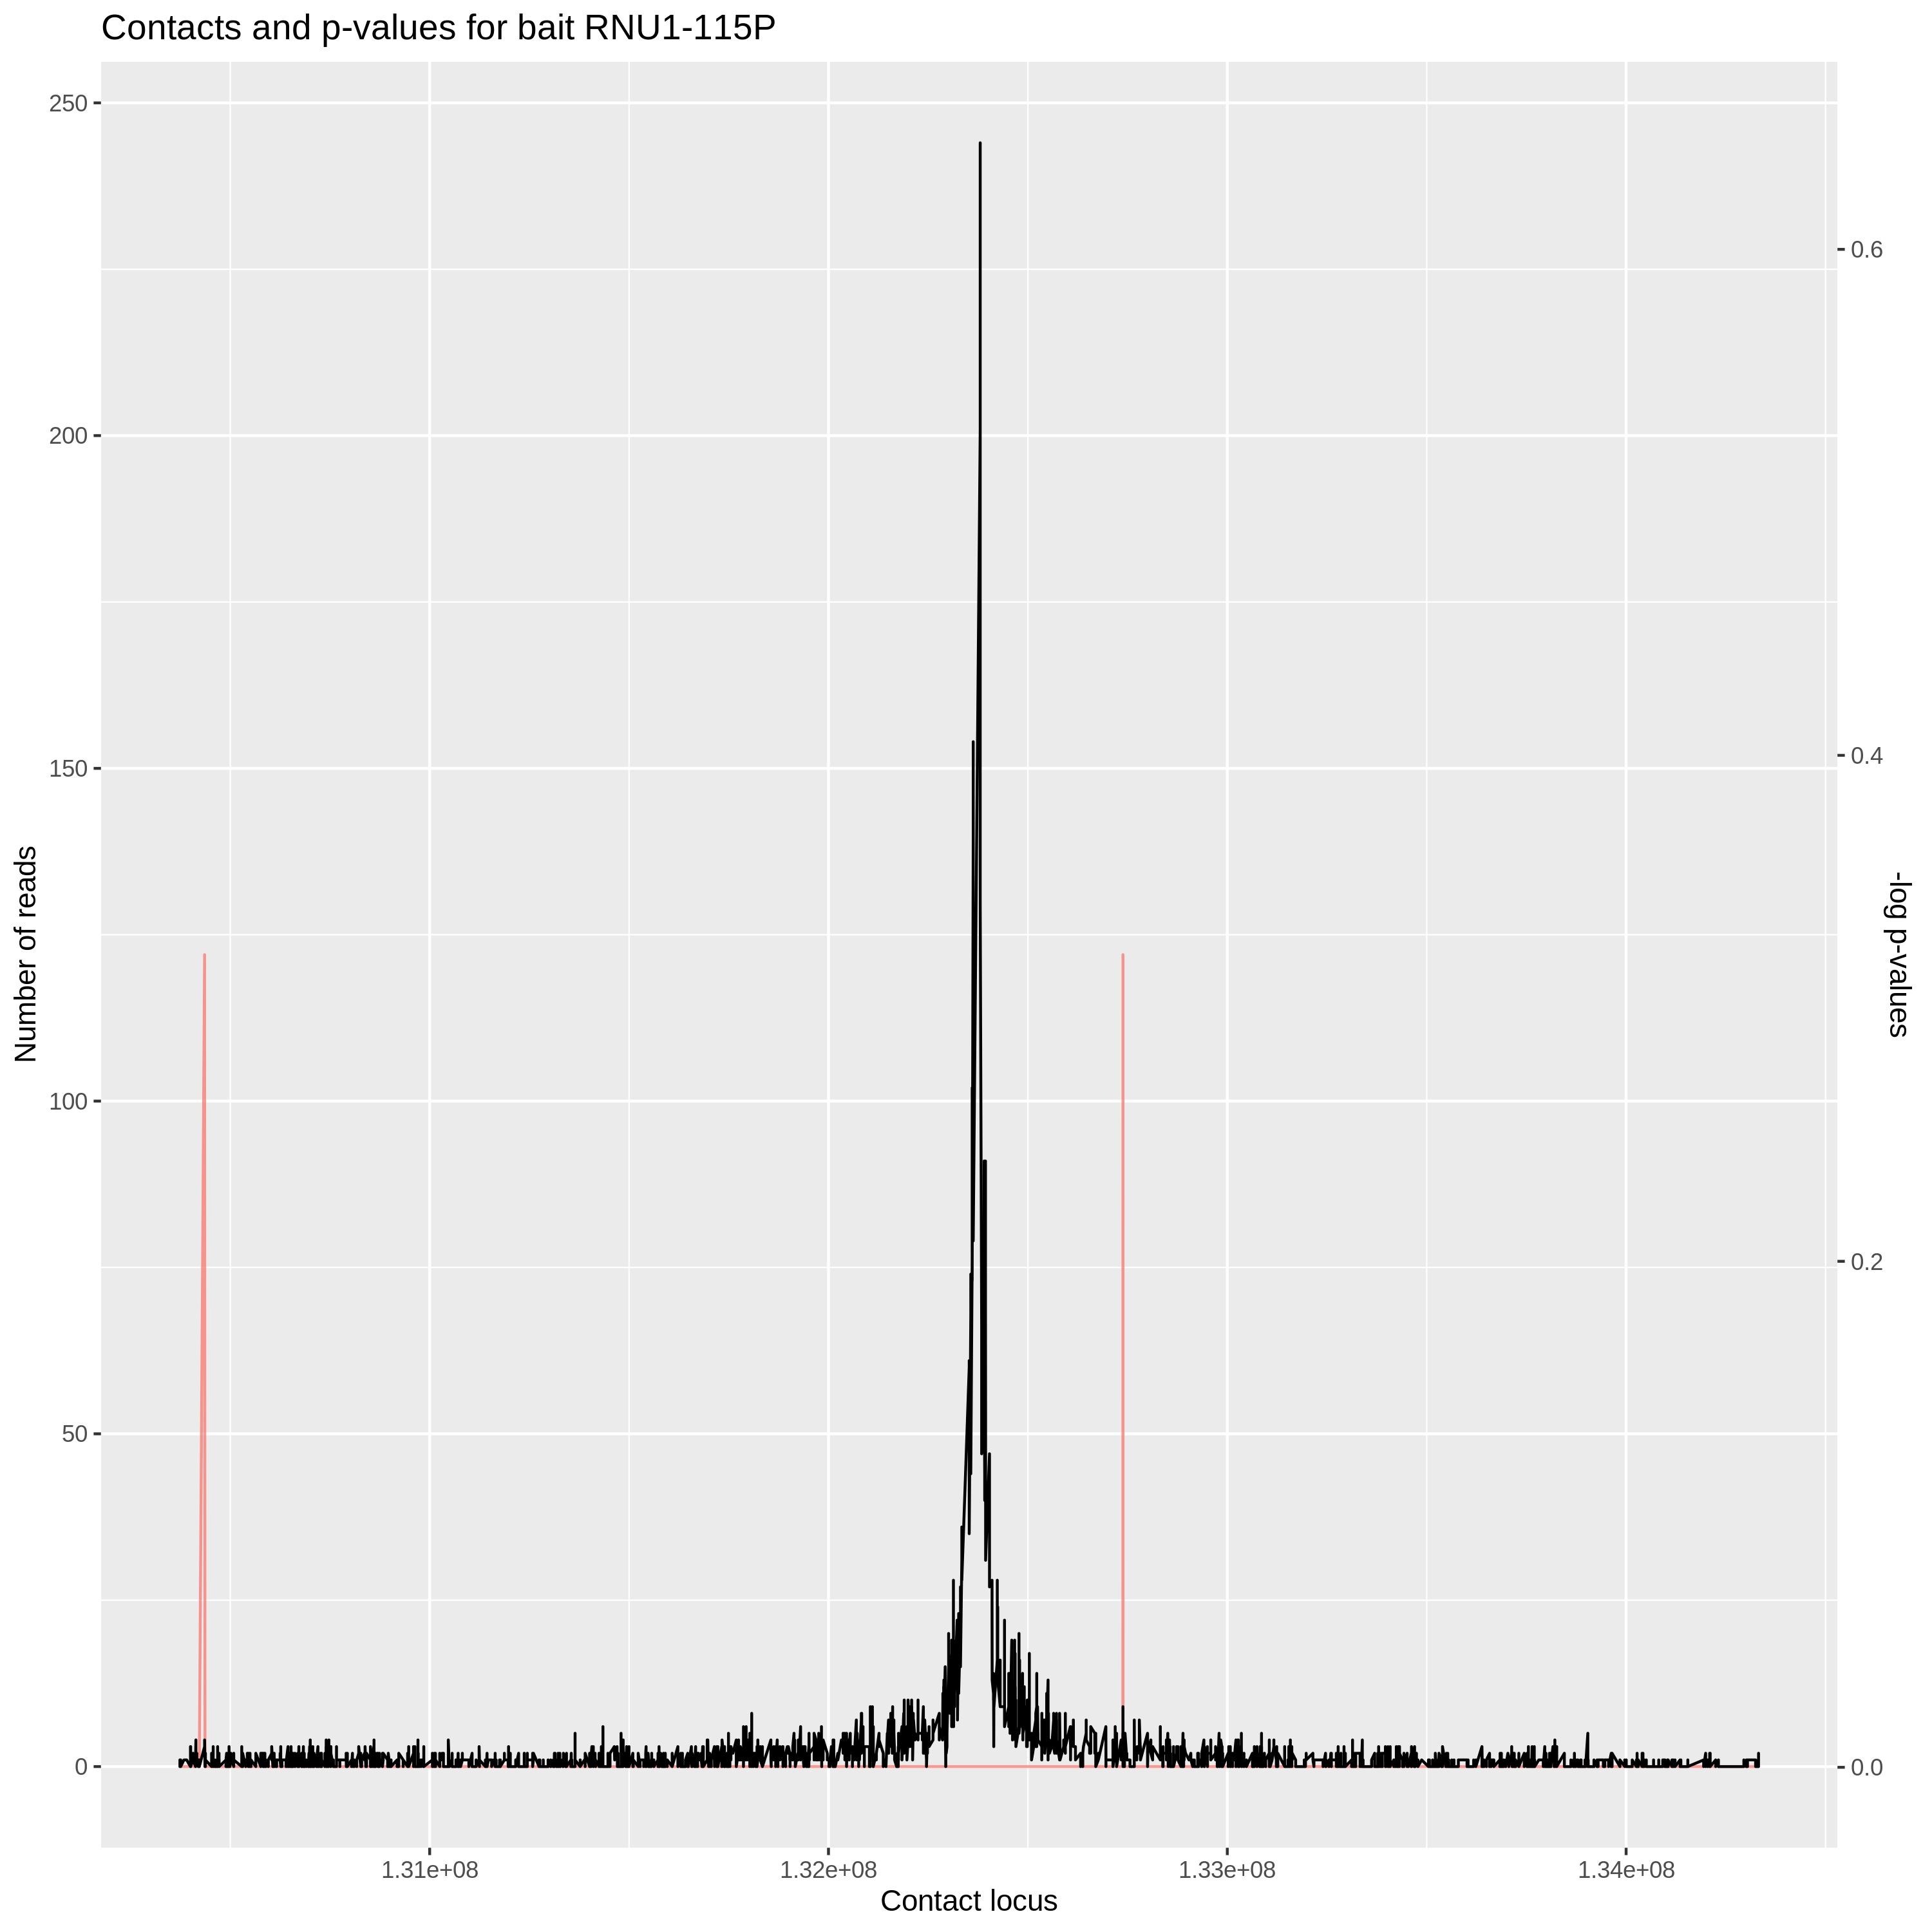 Contacts and p-values for bait RNU1-115P
250
200
150
100
50
0
Number of reads
0.6
0.4
0.2
0.0
-log p-values
1.31e+08 1.32e+08 1.33e+08 1.34e+08
Contact locus